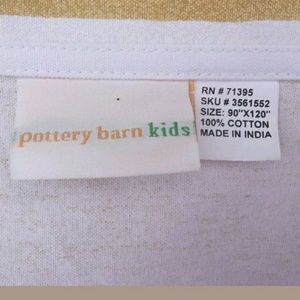 pottery barn kids
RN # 71395
SKU # 3561552
SIZE: 90"X120"
100% COTTON
MADE IN INDIA